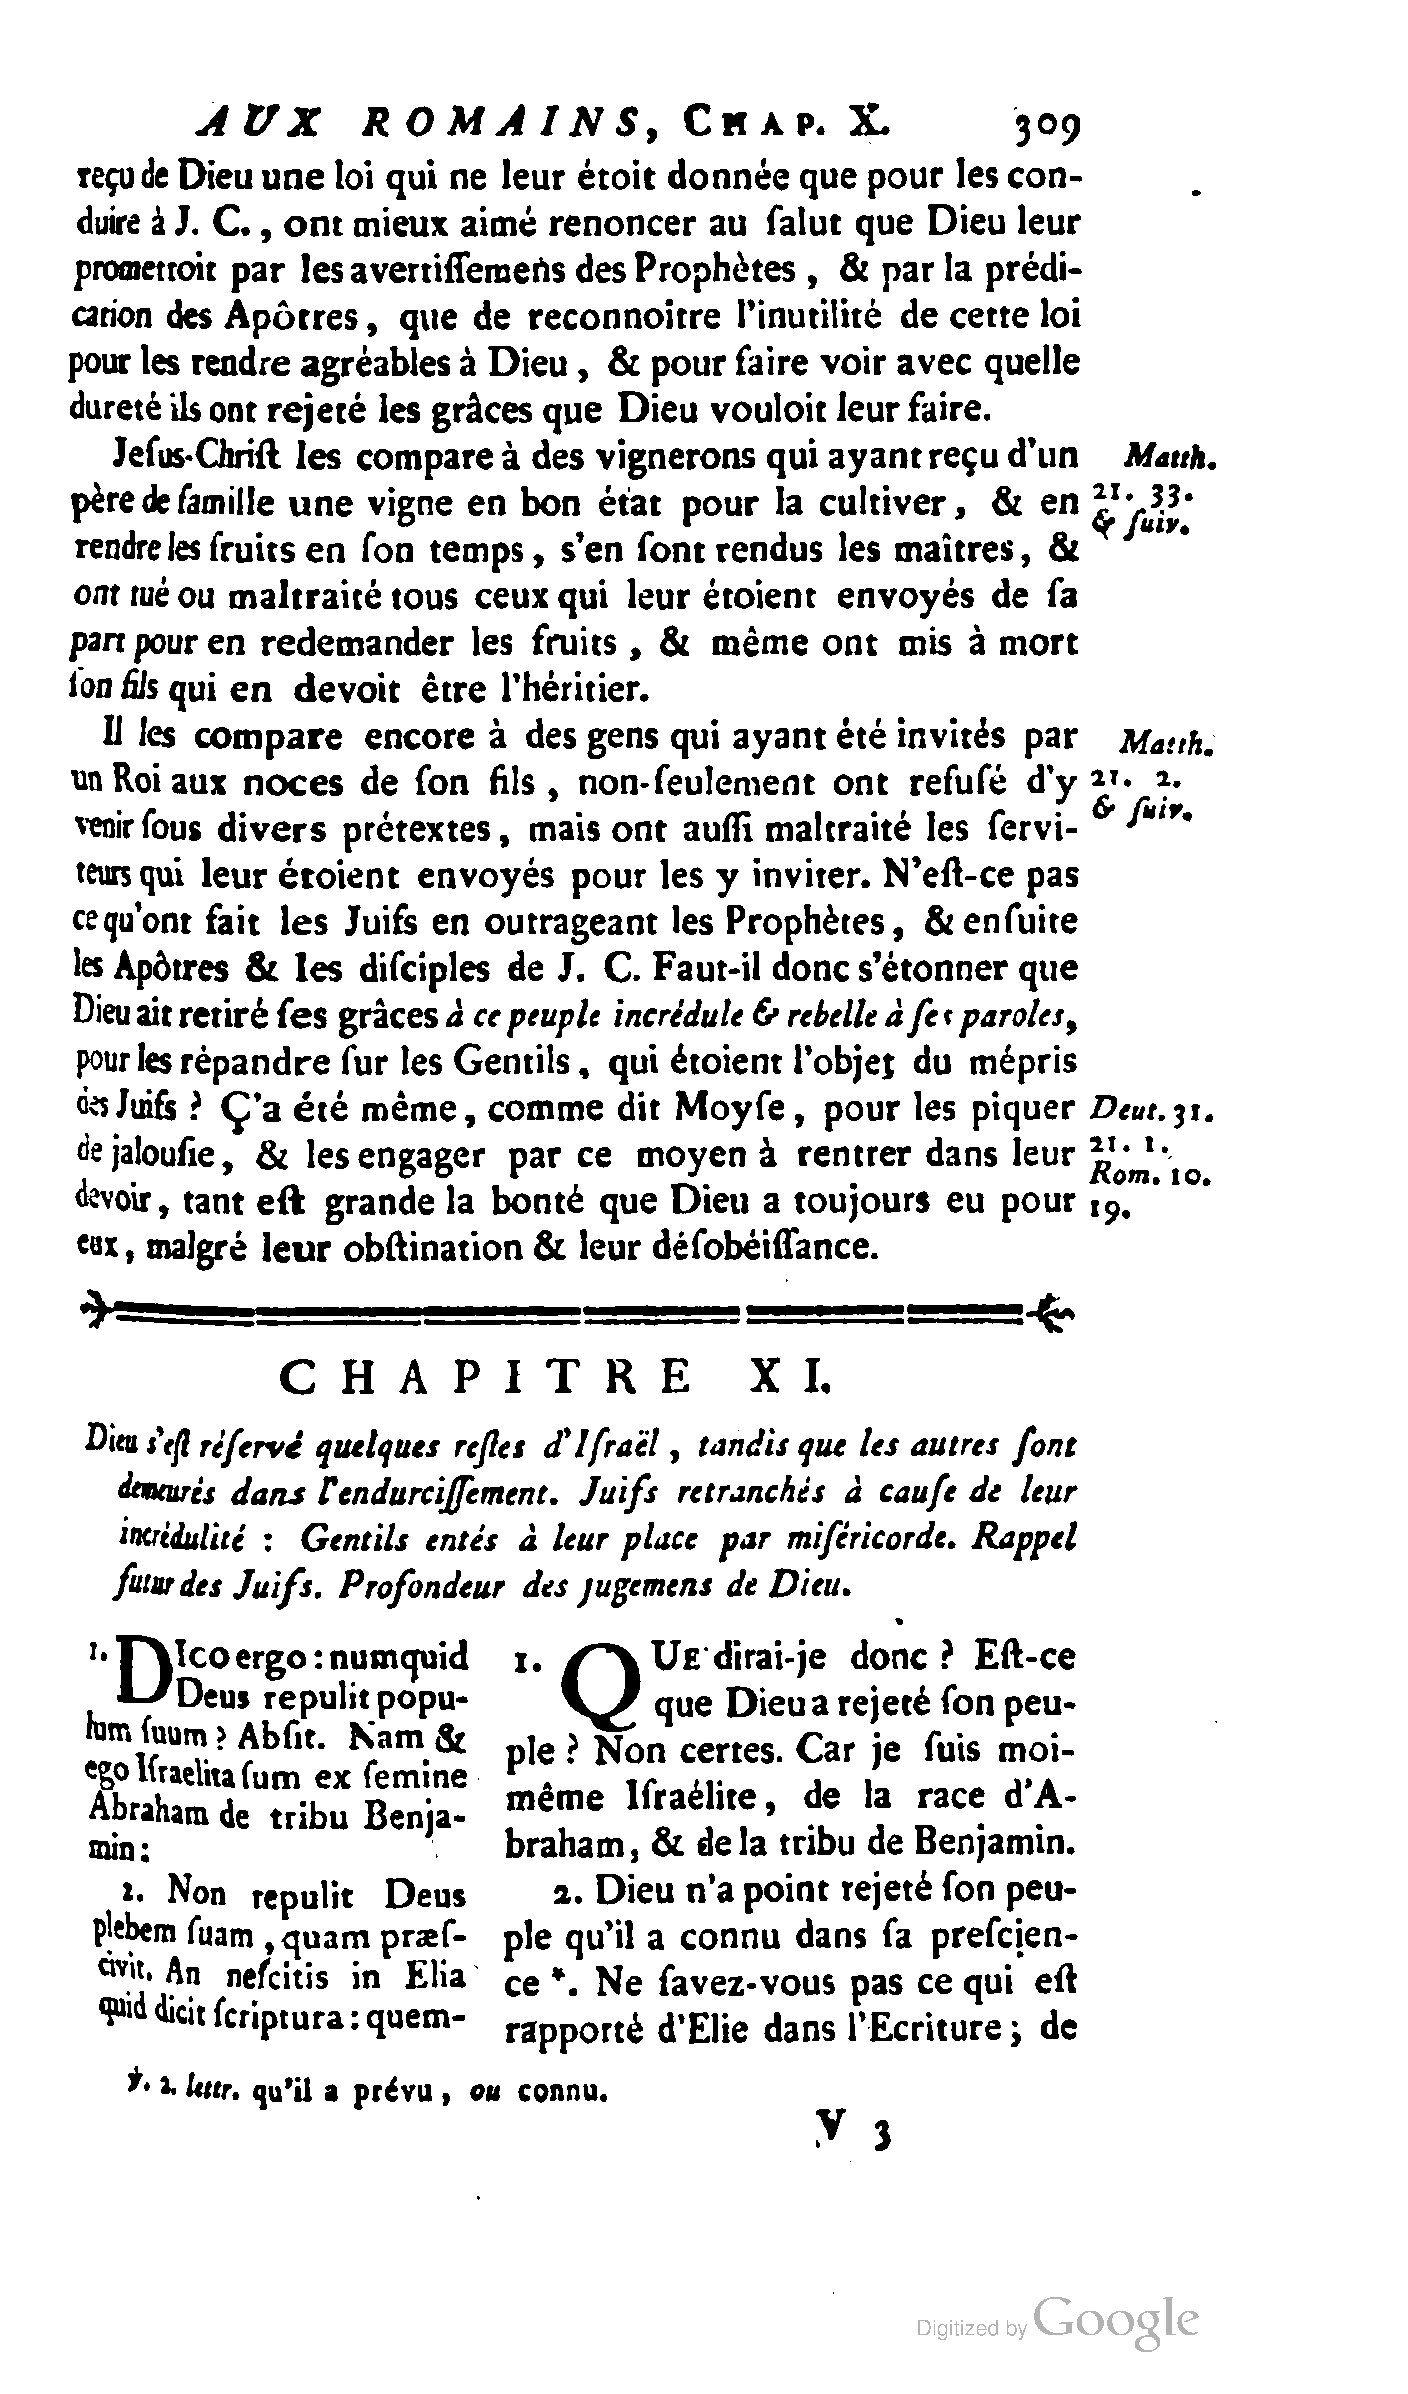 AUX ROMAINS, CHAP. X. 309
reçu de Dieu une loi qui ne leur étoit donnée que pour les con-
duire à J. C., ont mieux aimé renoncer au ſalut que Dieu leur
promettoit par les avertiſſemens des Prophètes, & par la prédi-
cation des Apôtres, que de reconnoitre l'inutilité de cette loi
pour les rendre agréables à Dieu, & pour faire voir avec quelle
dureté ils ont rejeté les grâces que Dieu vouloit leur faire.
Jeſus-Chriſt les compare à des vignerons qui ayant reçu d'un
père de famille une vigne en bon état pour la cultiver, & en
rendre les fruits en ſon temps, s'en ſont rendus les maîtres, &
ont tué ou maltraité tous ceux qui leur étoient envoyés de ſa
part pour en redemander les fruits, & même ont mis à mort
ſon fils qui en devoit être l'héritier.
Matth.
21. 33.
& ſuiv.
Il les compare encore à des gens qui ayant été invités par
un Roi aux noces de ſon fils, non-ſeulement ont refuſé d'y
venir ſous divers prétextes, mais ont auſſi maltraité les ſervi-
teurs qui leur étoient envoyés pour les y inviter. N'eſt-ce pas
ce qu'ont fait les Juifs en outrageant les Prophètes, & enſuite
les Apôtres & les diſciples de J. C. Faut-il donc s'étonner que
Dieu ait retiré ſes grâces à ce peuple incrédule & rebelle à ſes paroles,
pour les répandre ſur les Gentils, qui étoient l'objet du mépris
des Juifs ? Ç'a été même, comme dit Moyſe, pour les piquer
de jalouſie, & les engager par ce moyen à rentrer dans leur
devoir, tant eſt grande la bonté que Dieu a toujours eu pour
eux, malgré leur obſtination & leur déſobéiſſance.
Matth.
21. 2.
& ſuiv.
Deut. 31.
21. 1.
Rom. 10.
19.
CHAPITRE XI.
Dieu s'eſt réſervé quelques reſtes d'Iſraël, tandis que les autres ſont
demeurés dans l'endurciſſement. Juifs retranchés à cauſe de leur
incrédulité : Gentils entés à leur place par miſéricorde. Rappel
futur des Juifs. Profondeur des jugemens de Dieu.
1. DIco ergo : numquid
Deus repulit popu-
lum ſuum ? Abſit. Nam &
ego Iſraelita ſum ex ſemine
Abraham de tribu Benja-
min :
2. Non repulit Deus
plebem ſuam, quam præſ-
civit. An neſcitis in Elia
quid dicit ſcriptura : quem-
1. QUE dirai-je donc ? Eſt-ce
que Dieu a rejeté ſon peu-
ple ? Non certes. Car je ſuis moi-
même Iſraélite, de la race d'A-
braham, & de la tribu de Benjamin.
2. Dieu n'a point rejeté ſon peu-
ple qu'il a connu dans ſa preſcien-
ce *. Ne ſavez-vous pas ce qui eſt
rapporté d'Elie dans l'Ecriture ; de
℣. 2. lettr. qu'il a prévu, ou connu.
V 3
Digitized by Google